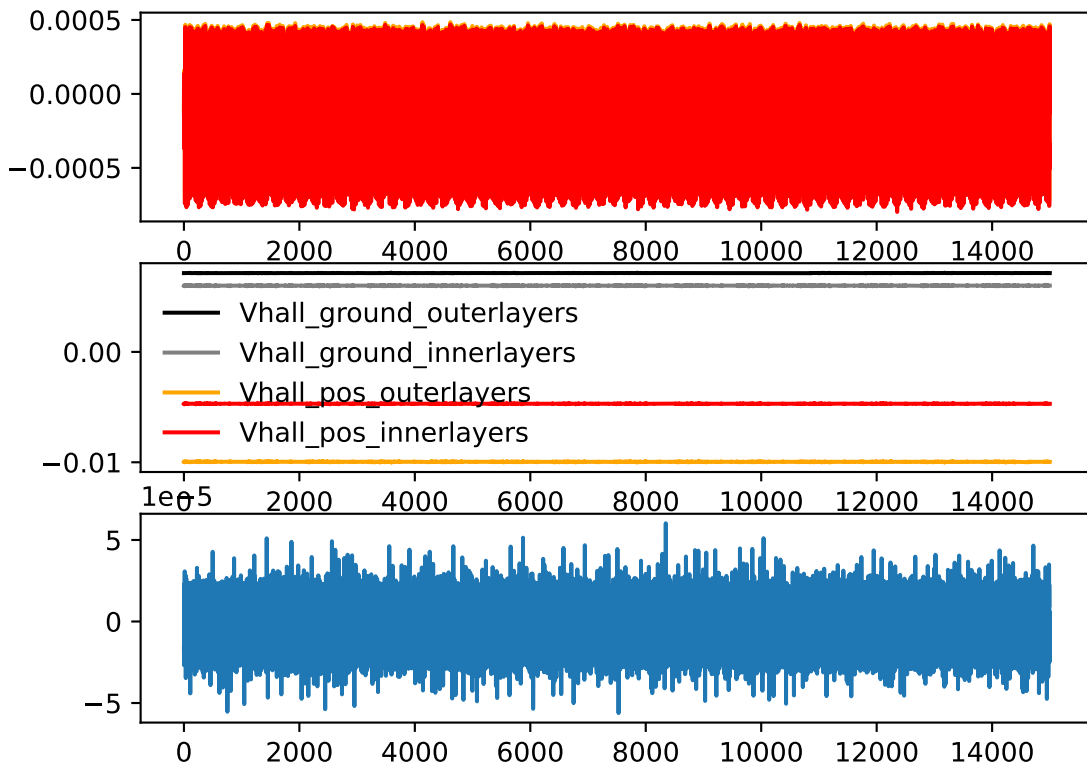 0.0005
0.0000
−0.0005
0 2000 4000 6000 8000 10000 12000 14000
Vhall_ground_outerlayers
Vhall_ground_innerlayers
0.00
Vhall_pos_outerlayers
Vhall_pos_innerlayers
−0.01
0 2000 4000 6000 8000 10000 12000 14000
1e−5
5
0
−5
0 2000 4000 6000 8000 10000 12000 14000